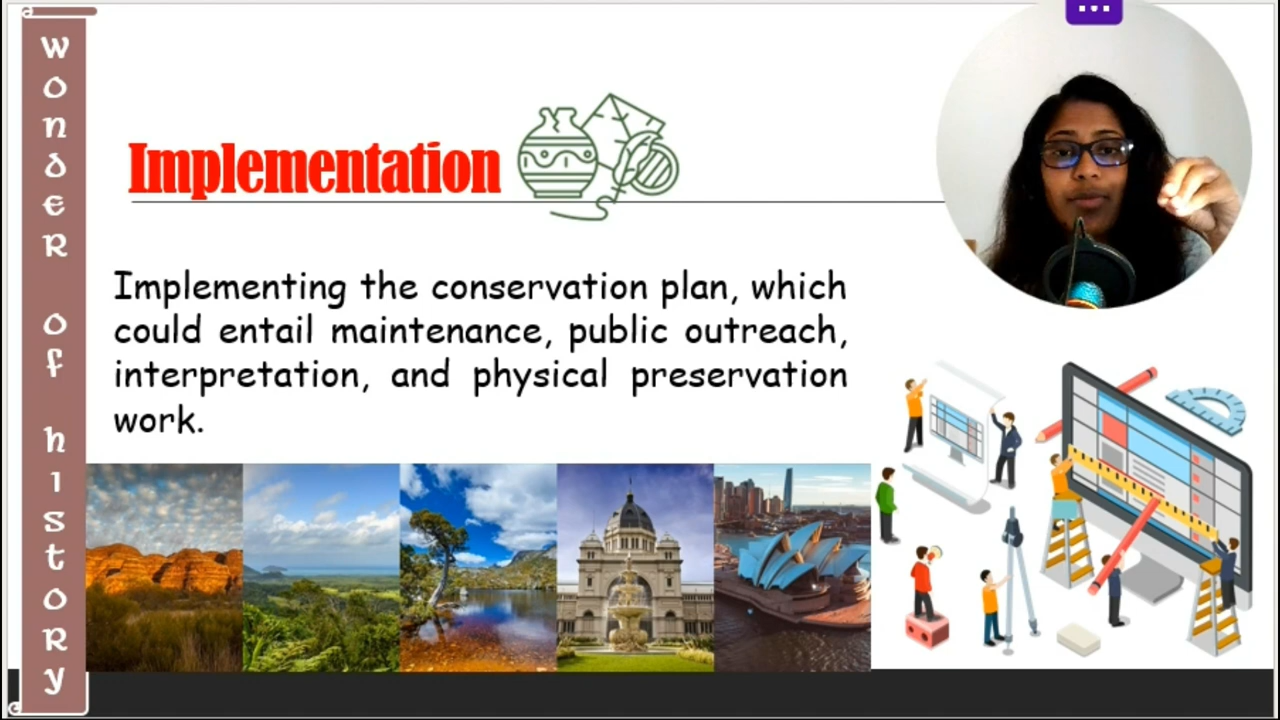 WONDER OF HISTORY
Implementation
Implementing the conservation plan, which
could entail maintenance, public outreach,
interpretation, and physical preservation
work.